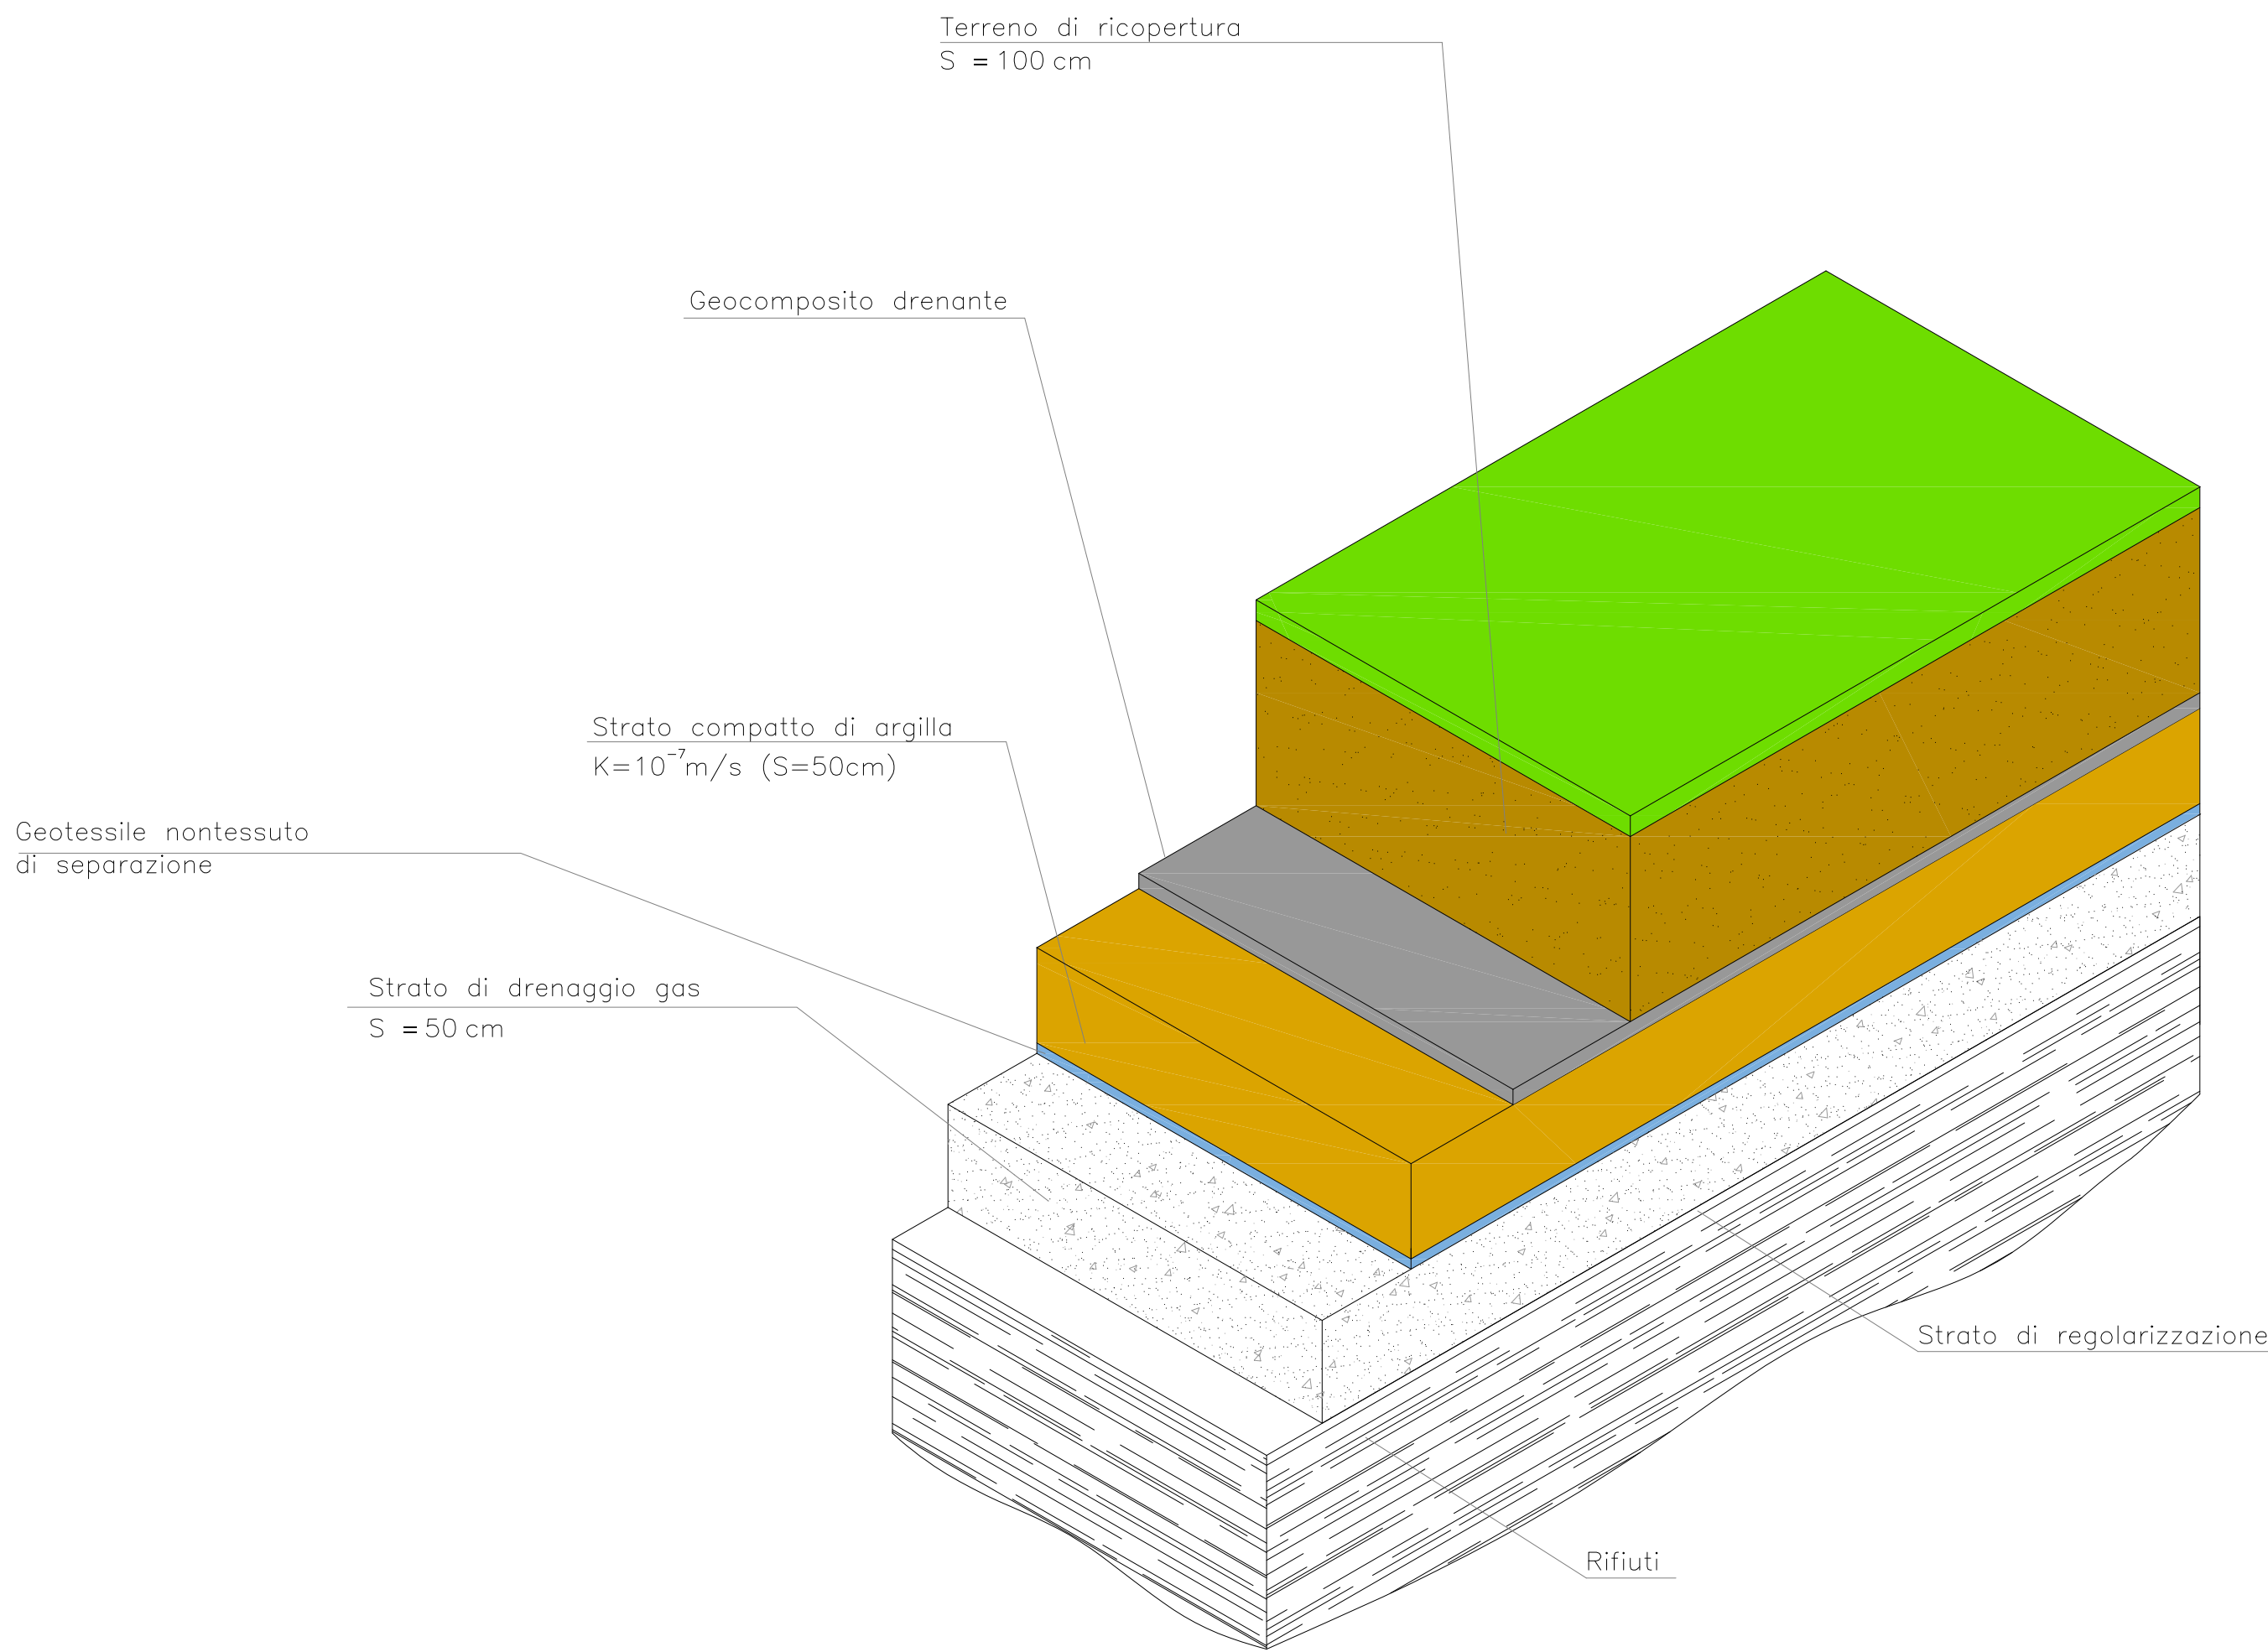 Terreno di ricopertura
S = 100 cm
Geocomposito drenante
Strato compatto di argilla
K=10⁻⁷m/s (S=50cm)
Geotessile nontessuto
di separazione
Strato di drenaggio gas
S = 50 cm
Strato di regolarizzazione
Rifiuti